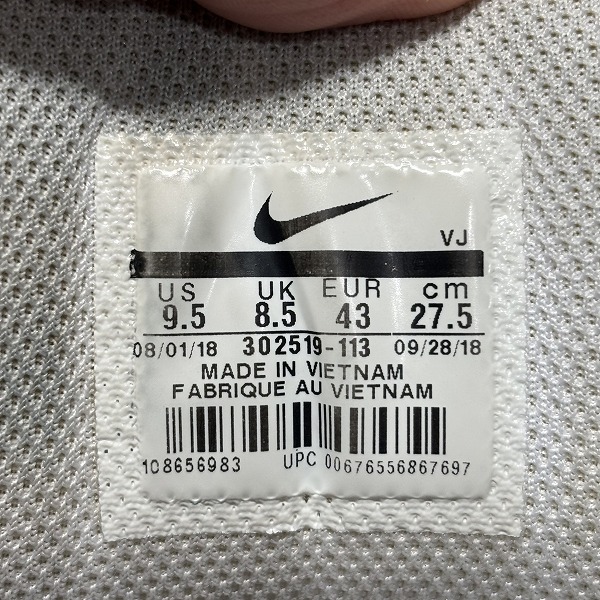 VJ
US UK EUR cm
9.5 8.5 43 27.5
08/01/18 302519-113 09/28/18
MADE IN VIETNAM
FABRIQUE AU VIETNAM
108656983 UPC 00676556867697